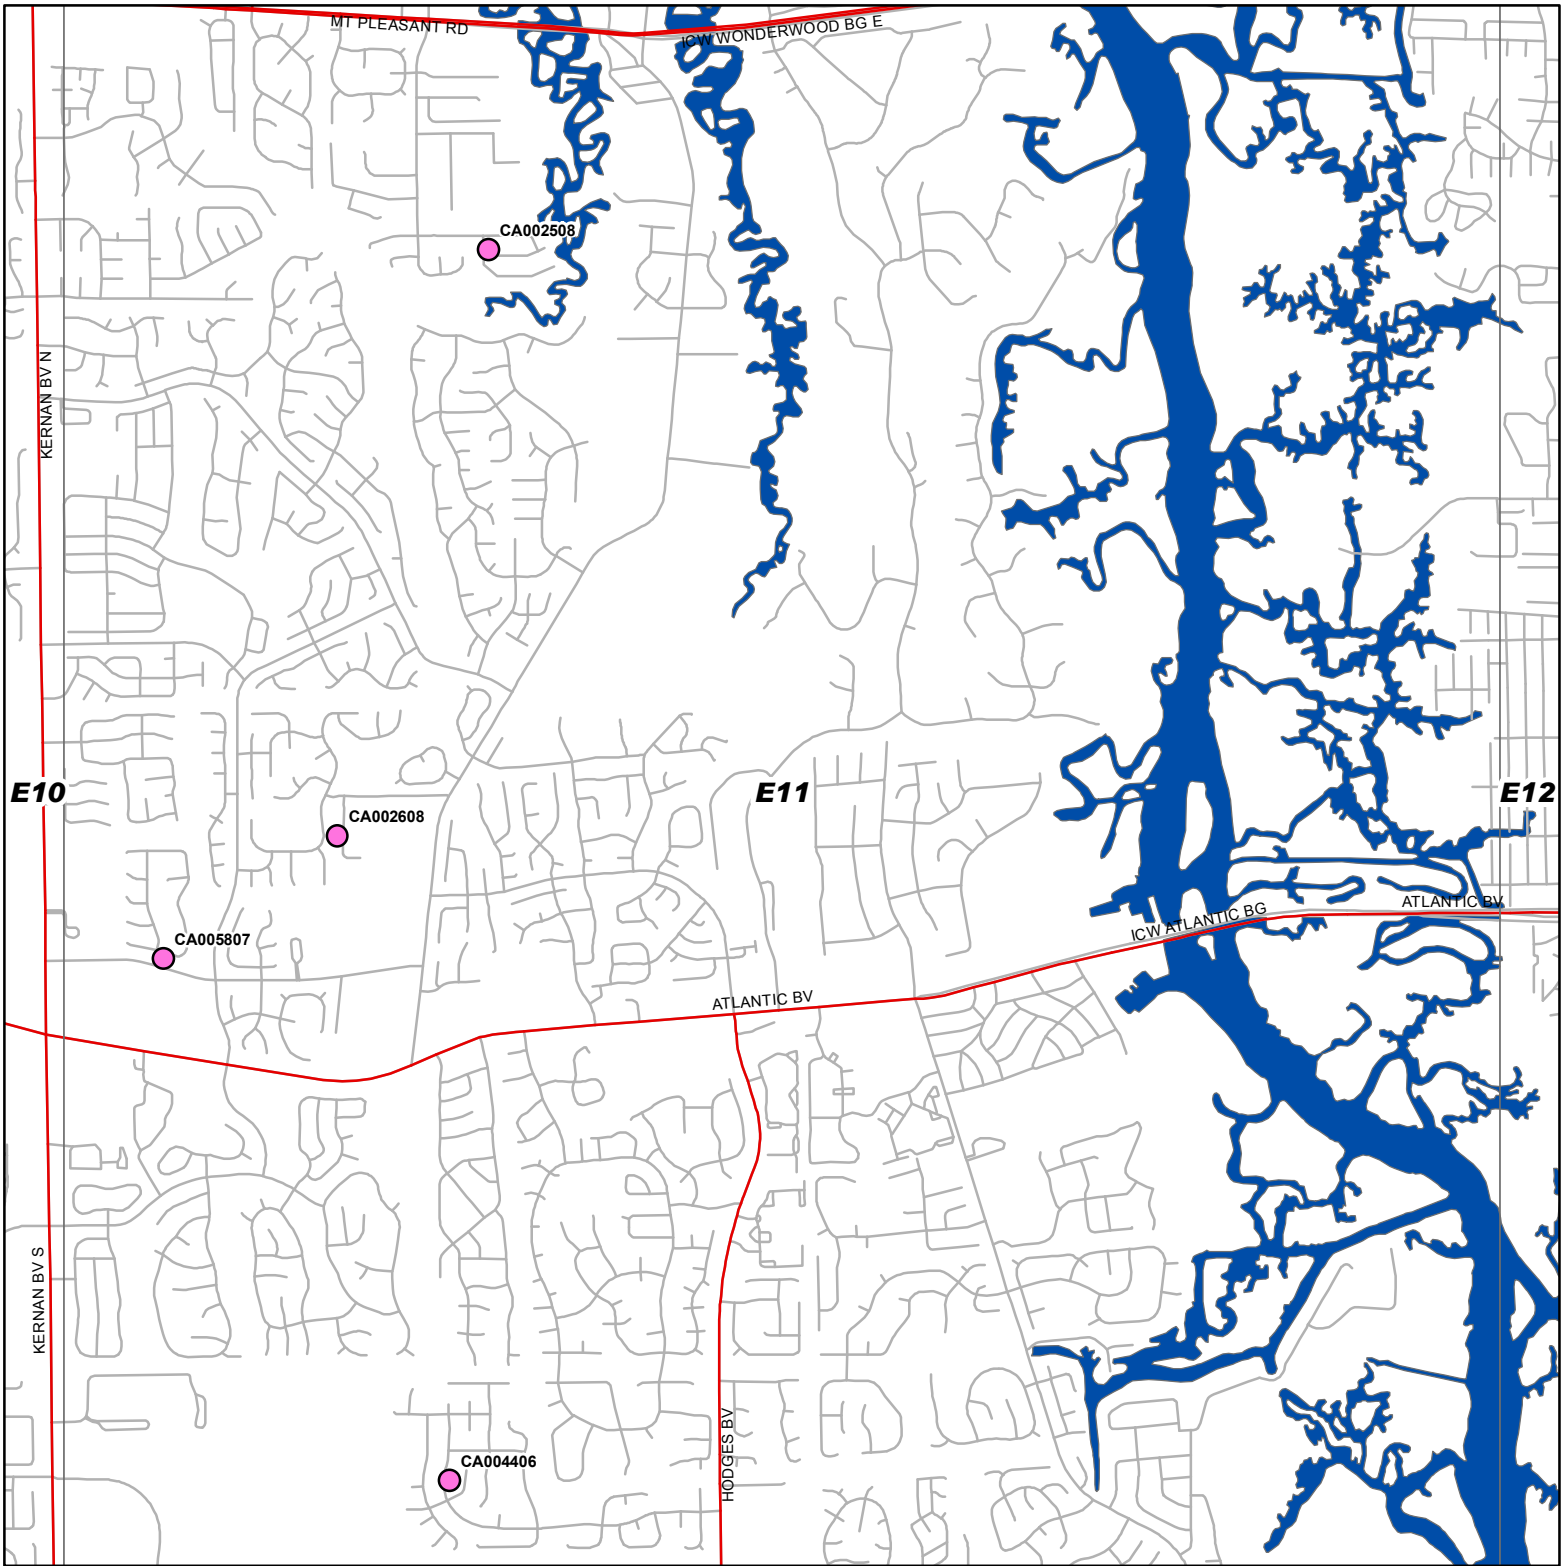 MT PLEASANT RD
ICW WONDERWOOD BG E
CA002508
KERNAN BV N
E10
E11
E12
CA002608
ATLANTIC BV
ICW ATLANTIC BG
CA005807
ATLANTIC BV
KERNAN BV S
HODGES BV
CA004406